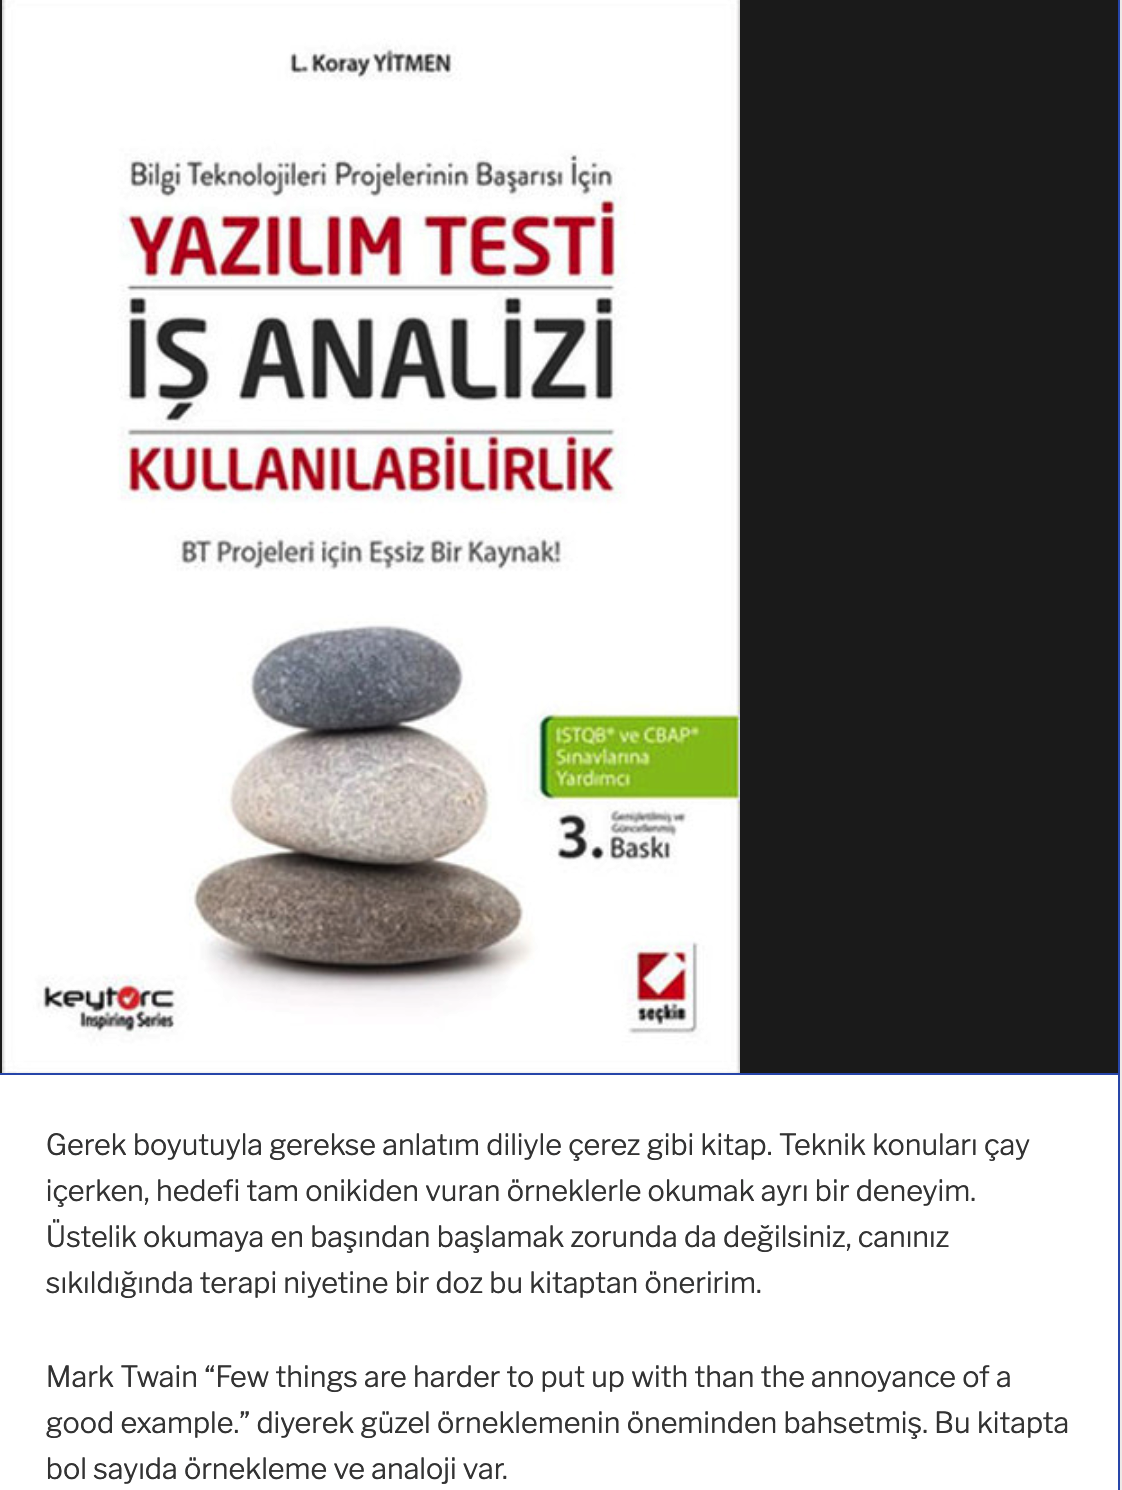 L. Koray YİTMEN
Bilgi Teknolojileri Projelerinin Başarısı İçin
YAZILIM TESTİ
İŞ ANALİZİ
KULLANILABİLİRLİK
BT Projeleri için Eşsiz Bir Kaynak!
ISTQB® ve CBAP®
Sınavlarına
Yardımcı
Genişletilmiş ve
Güncellenmiş
3. Baskı
keytorc
Inspiring Series
seçkin
Gerek boyutuyla gerekse anlatım diliyle çerez gibi kitap. Teknik konuları çay
içerken, hedefi tam onikiden vuran örneklerle okumak ayrı bir deneyim.
Üstelik okumaya en başından başlamak zorunda da değilsiniz, canınız
sıkıldığında terapi niyetine bir doz bu kitaptan öneririm.
Mark Twain “Few things are harder to put up with than the annoyance of a
good example.” diyerek güzel örneklemenin öneminden bahsetmiş. Bu kitapta
bol sayıda örnekleme ve analoji var.